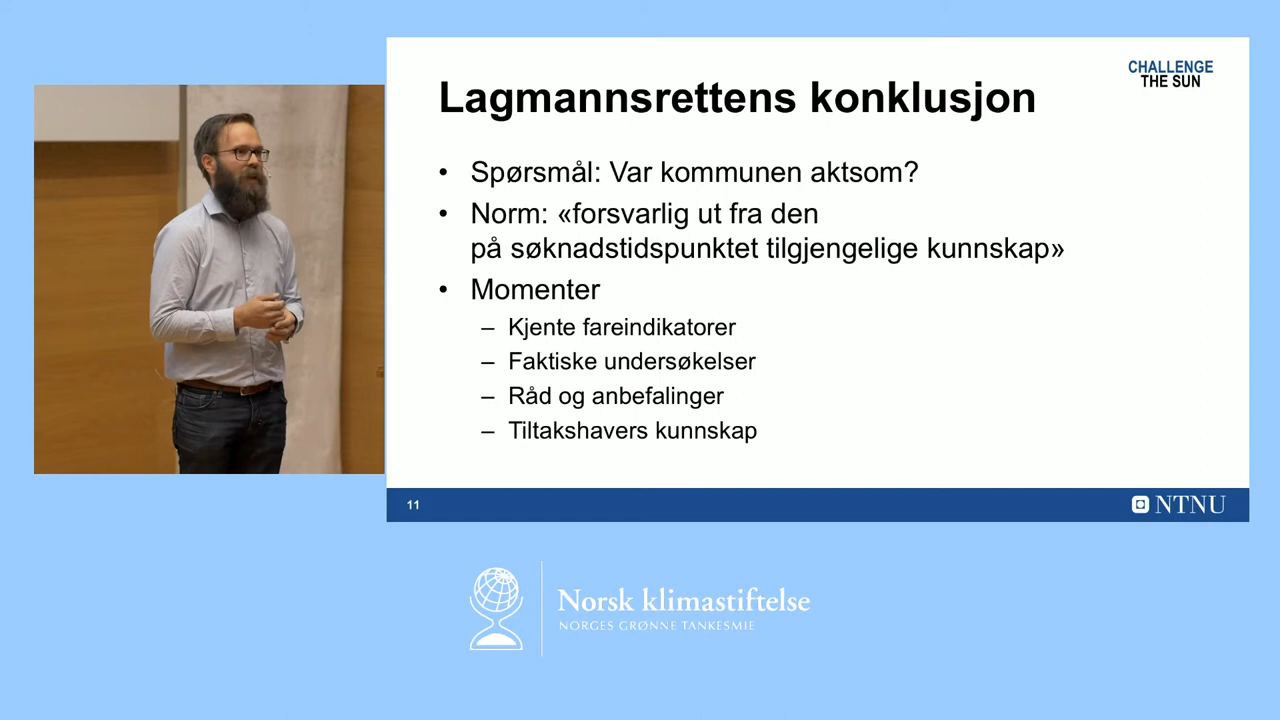 CHALLENGE
THE SUN
Lagmannsrettens konklusjon
• Spørsmål: Var kommunen aktsom?
• Norm: «forsvarlig ut fra den
på søknadstidspunktet tilgjengelige kunnskap»
• Momenter
– Kjente fareindikatorer
– Faktiske undersøkelser
– Råd og anbefalinger
– Tiltakshavers kunnskap
11
NTNU
Norsk klimastiftelse
NORGES GRØNNE TANKESMIE